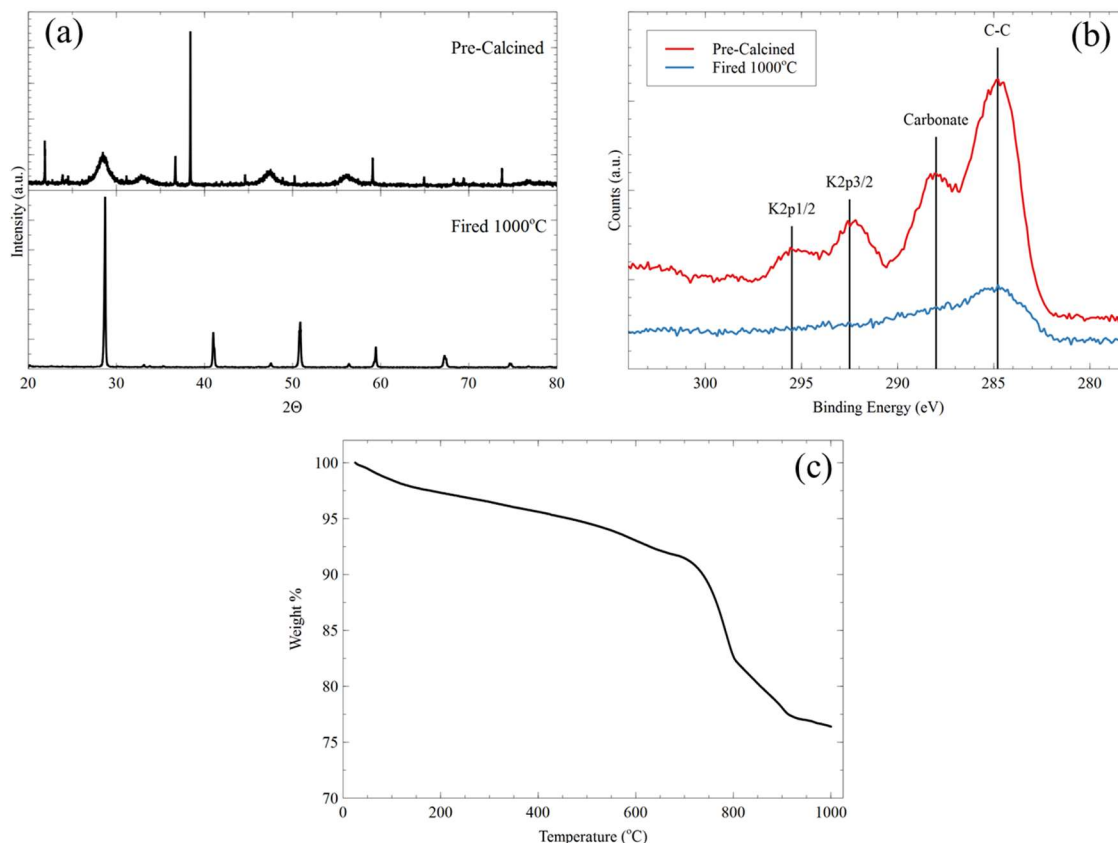 (a)
Pre-Calcined
Fired 1000°C
Intensity (a.u.)
20 30 40 50 60 70 80
2Θ
(b)
Pre-Calcined
Fired 1000°C
C-C
Carbonate
K2p3/2
K2p1/2
Counts (a.u.)
300 295 290 285 280
Binding Energy (eV)
(c)
100
95
90
85
80
75
70
Weight %
0 200 400 600 800 1000
Temperature (°C)